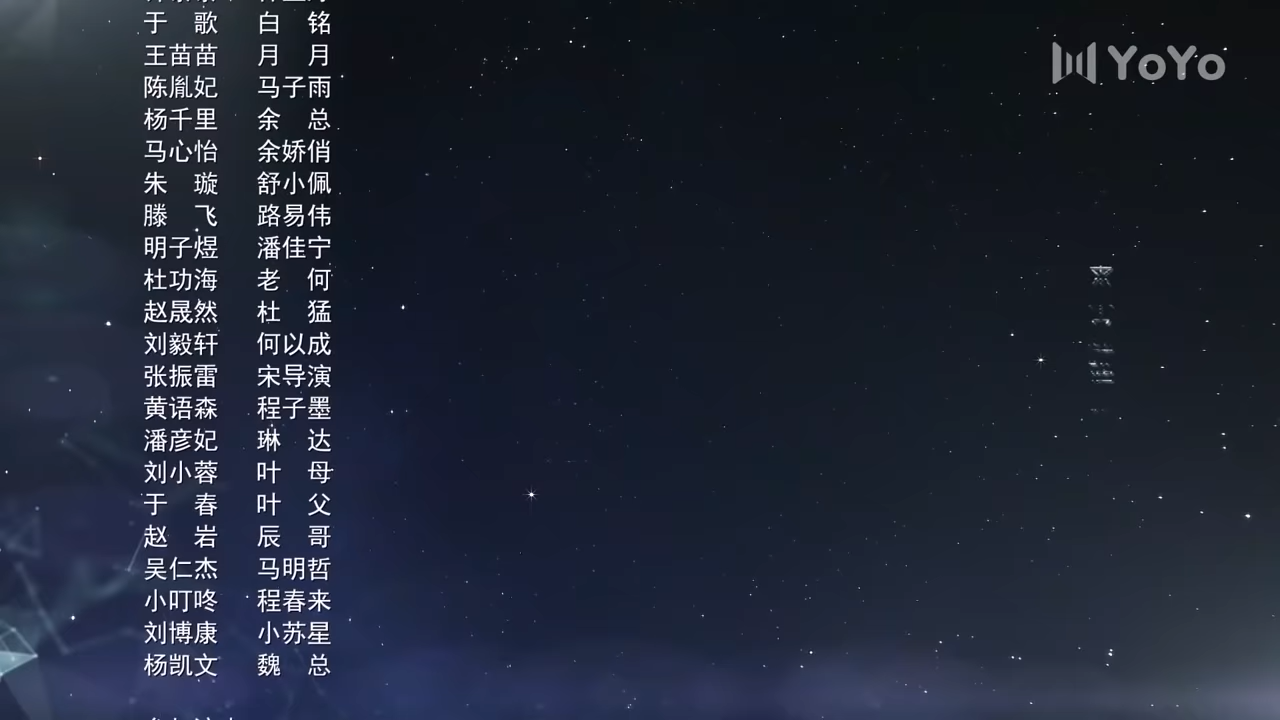 于 歌 白 铭
王苗苗 月 月
陈胤妃 马子雨
杨千里 余 总
马心怡 余娇俏
朱 璇 舒小佩
滕 飞 路易伟
明子煜 潘佳宁
杜功海 老 何
赵晟然 杜 猛
刘毅轩 何以成
张振雷 宋导演
黄语森 程子墨
潘彦妃 琳 达
刘小蓉 叶 母
于 春 叶 父
赵 岩 辰 哥
吴仁杰 马明哲
小叮咚 程春来
刘博康 小苏星
杨凯文 魏 总
YoYo